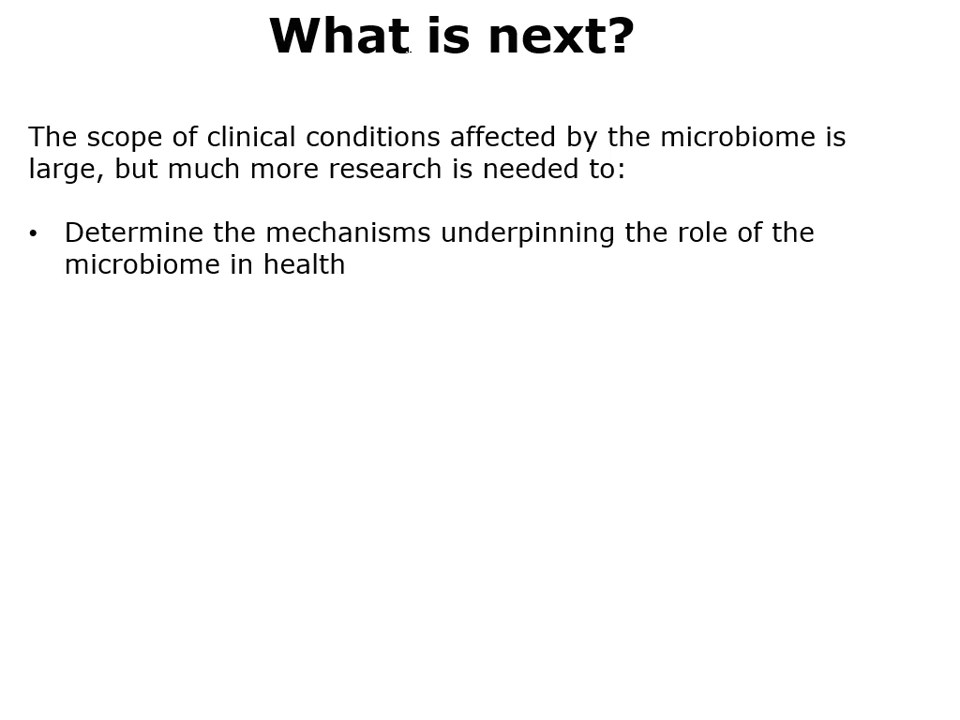 What is next?
The scope of clinical conditions affected by the microbiome is
large, but much more research is needed to:
• Determine the mechanisms underpinning the role of the
microbiome in health